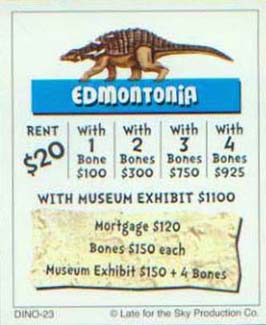 EDMONTONIA
RENT $20
With 1 Bone $100
With 2 Bones $300
With 3 Bones $750
With 4 Bones $925
WITH MUSEUM EXHIBIT $1100
Mortgage $120
Bones $150 each
Museum Exhibit $150 + 4 Bones
DINO-23 © Late for the Sky Production Co.